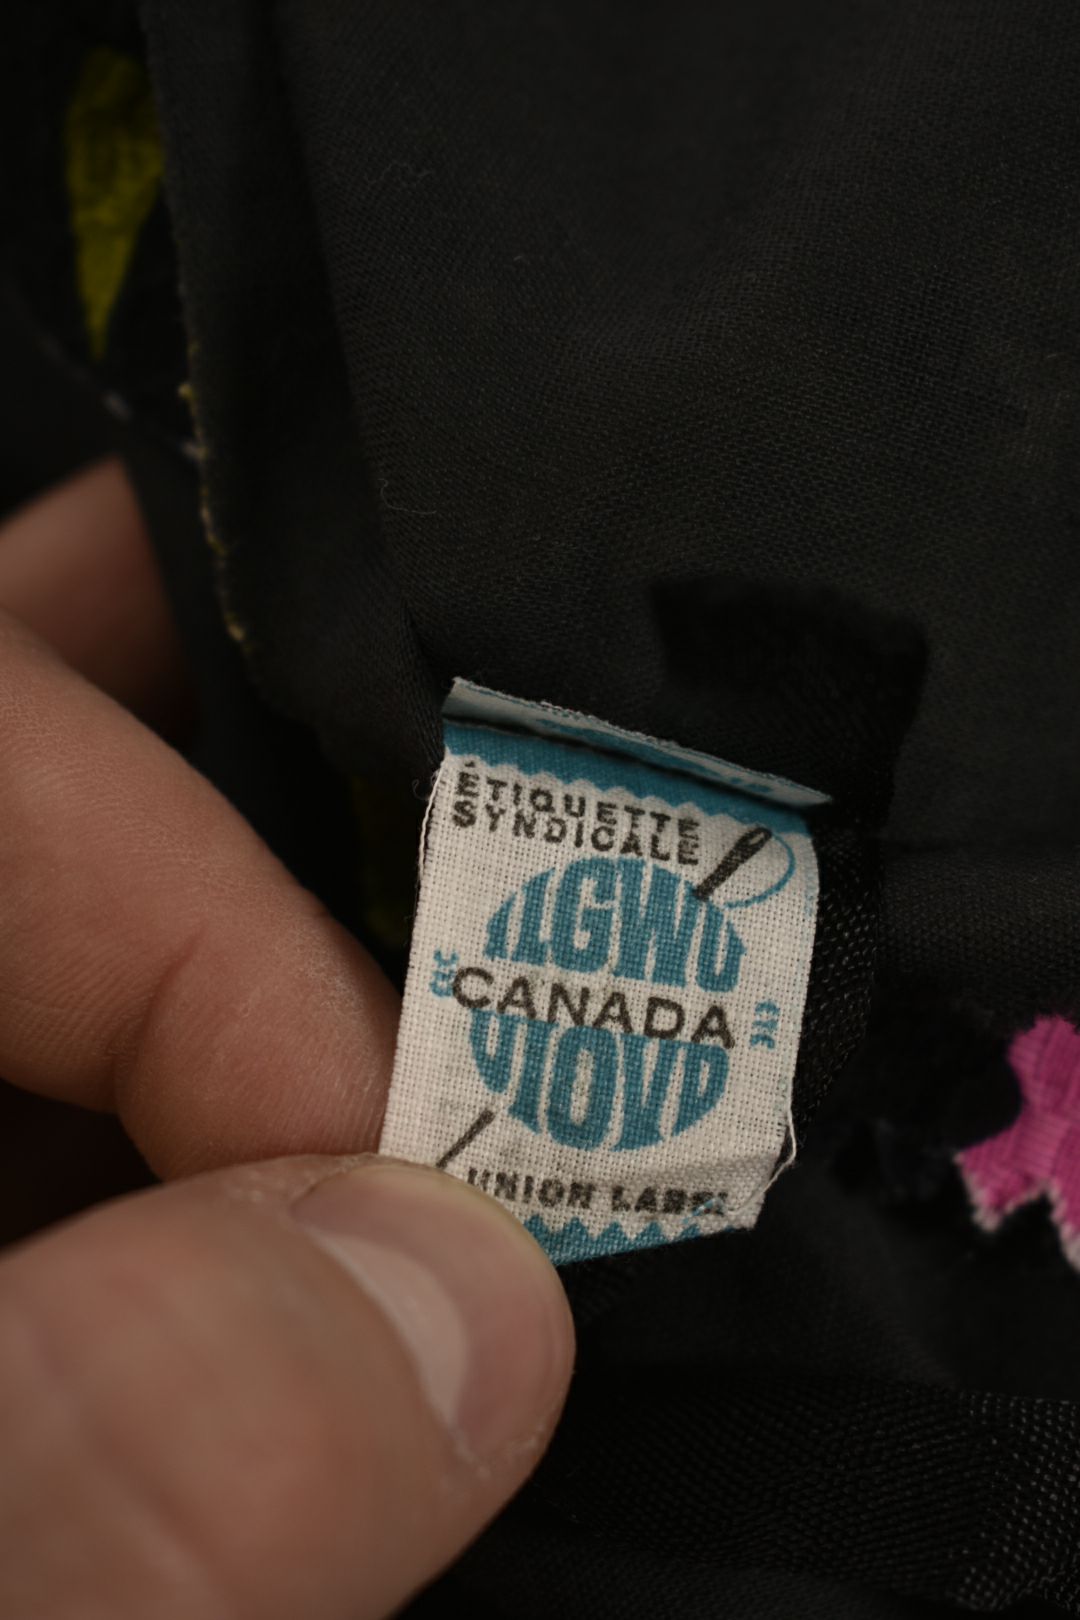 ÉTIQUETTE
SYNDICALE
ILGWU
CANADA
UIOVD
UNION LABEL